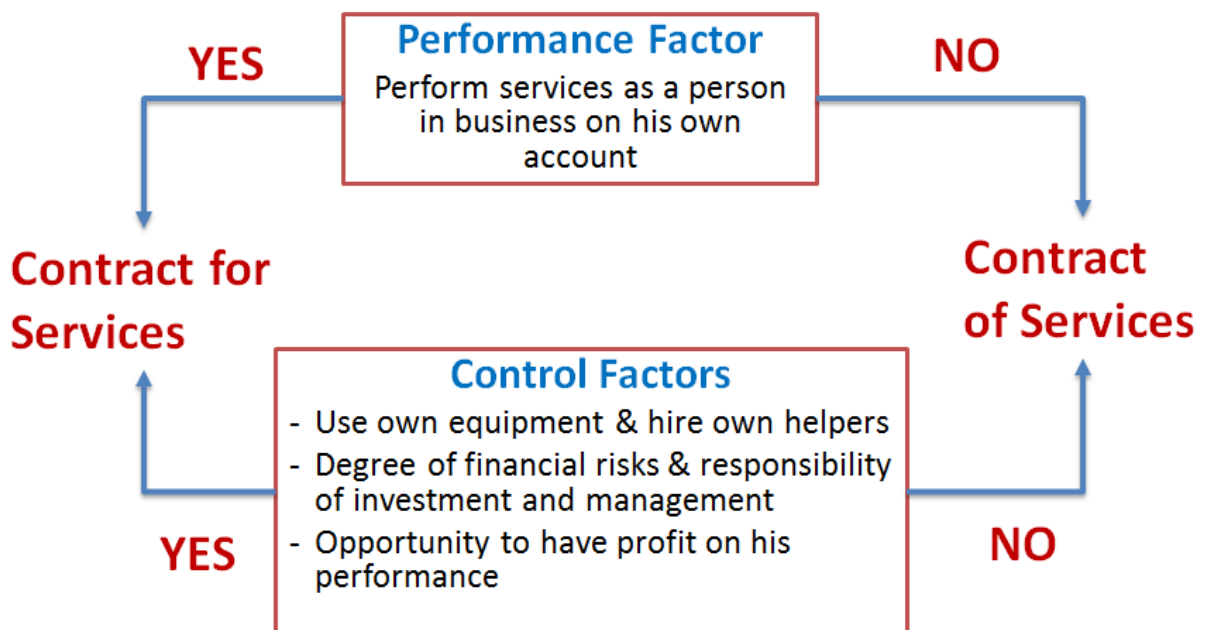 Performance Factor
YES
NO
Perform services as a person
in business on his own
account
Contract for
Services
Contract
of Services
Control Factors
- Use own equipment & hire own helpers
- Degree of financial risks & responsibility
of investment and management
- Opportunity to have profit on his
performance
YES
NO